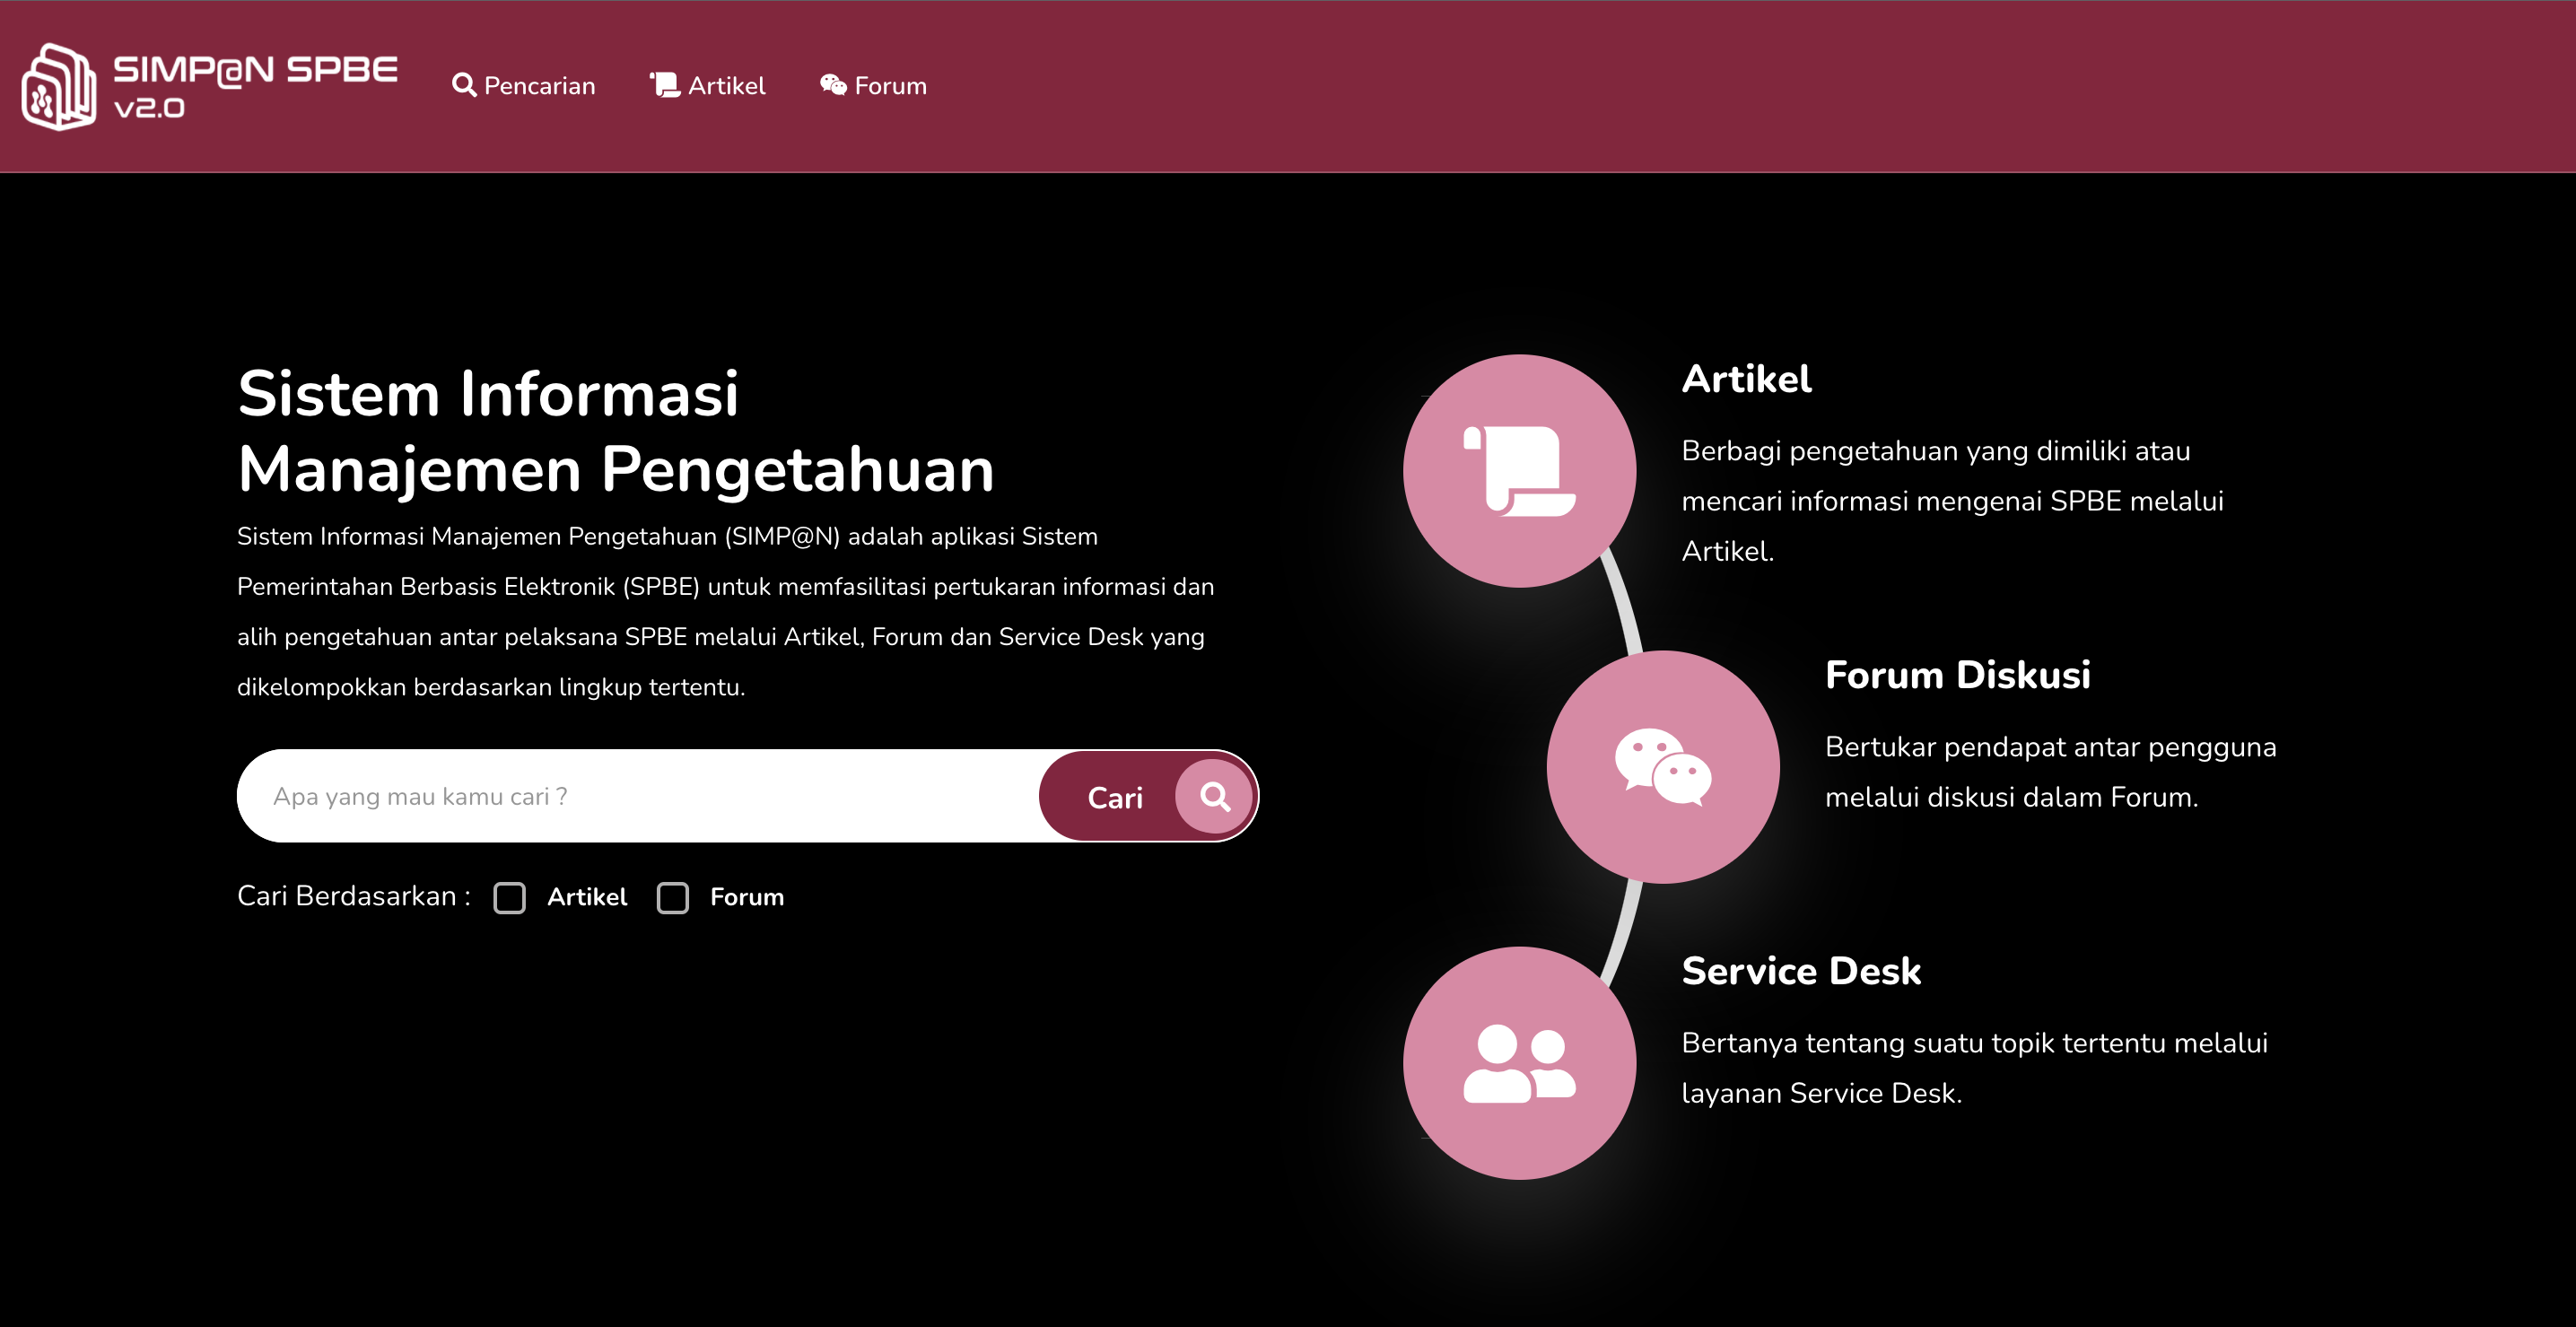 SIMP@N SPBE
v2.0
Pencarian
Artikel
Forum
Sistem Informasi
Manajemen Pengetahuan
Sistem Informasi Manajemen Pengetahuan (SIMP@N) adalah aplikasi Sistem
Pemerintahan Berbasis Elektronik (SPBE) untuk memfasilitasi pertukaran informasi dan
alih pengetahuan antar pelaksana SPBE melalui Artikel, Forum dan Service Desk yang
dikelompokkan berdasarkan lingkup tertentu.
Apa yang mau kamu cari ?
Cari
Cari Berdasarkan :
Artikel
Forum
Artikel
Berbagi pengetahuan yang dimiliki atau
mencari informasi mengenai SPBE melalui
Artikel.
Forum Diskusi
Bertukar pendapat antar pengguna
melalui diskusi dalam Forum.
Service Desk
Bertanya tentang suatu topik tertentu melalui
layanan Service Desk.